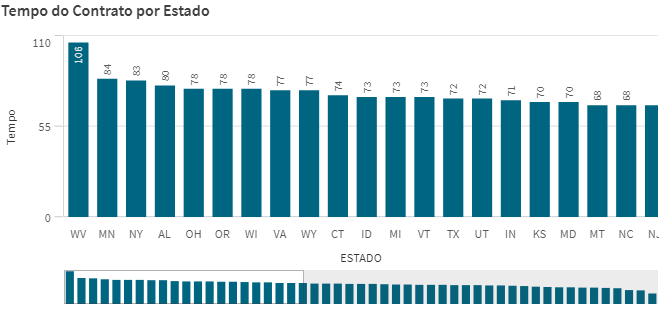 Tempo do Contrato por Estado
110
55
0
Tempo
106 84 83 80 78 78 78 77 77 74 73 73 73 72 72 71 70 70 68 68
WV MN NY AL OH OR WI VA WY CT ID MI VT TX UT IN KS MD MT NC NJ
ESTADO